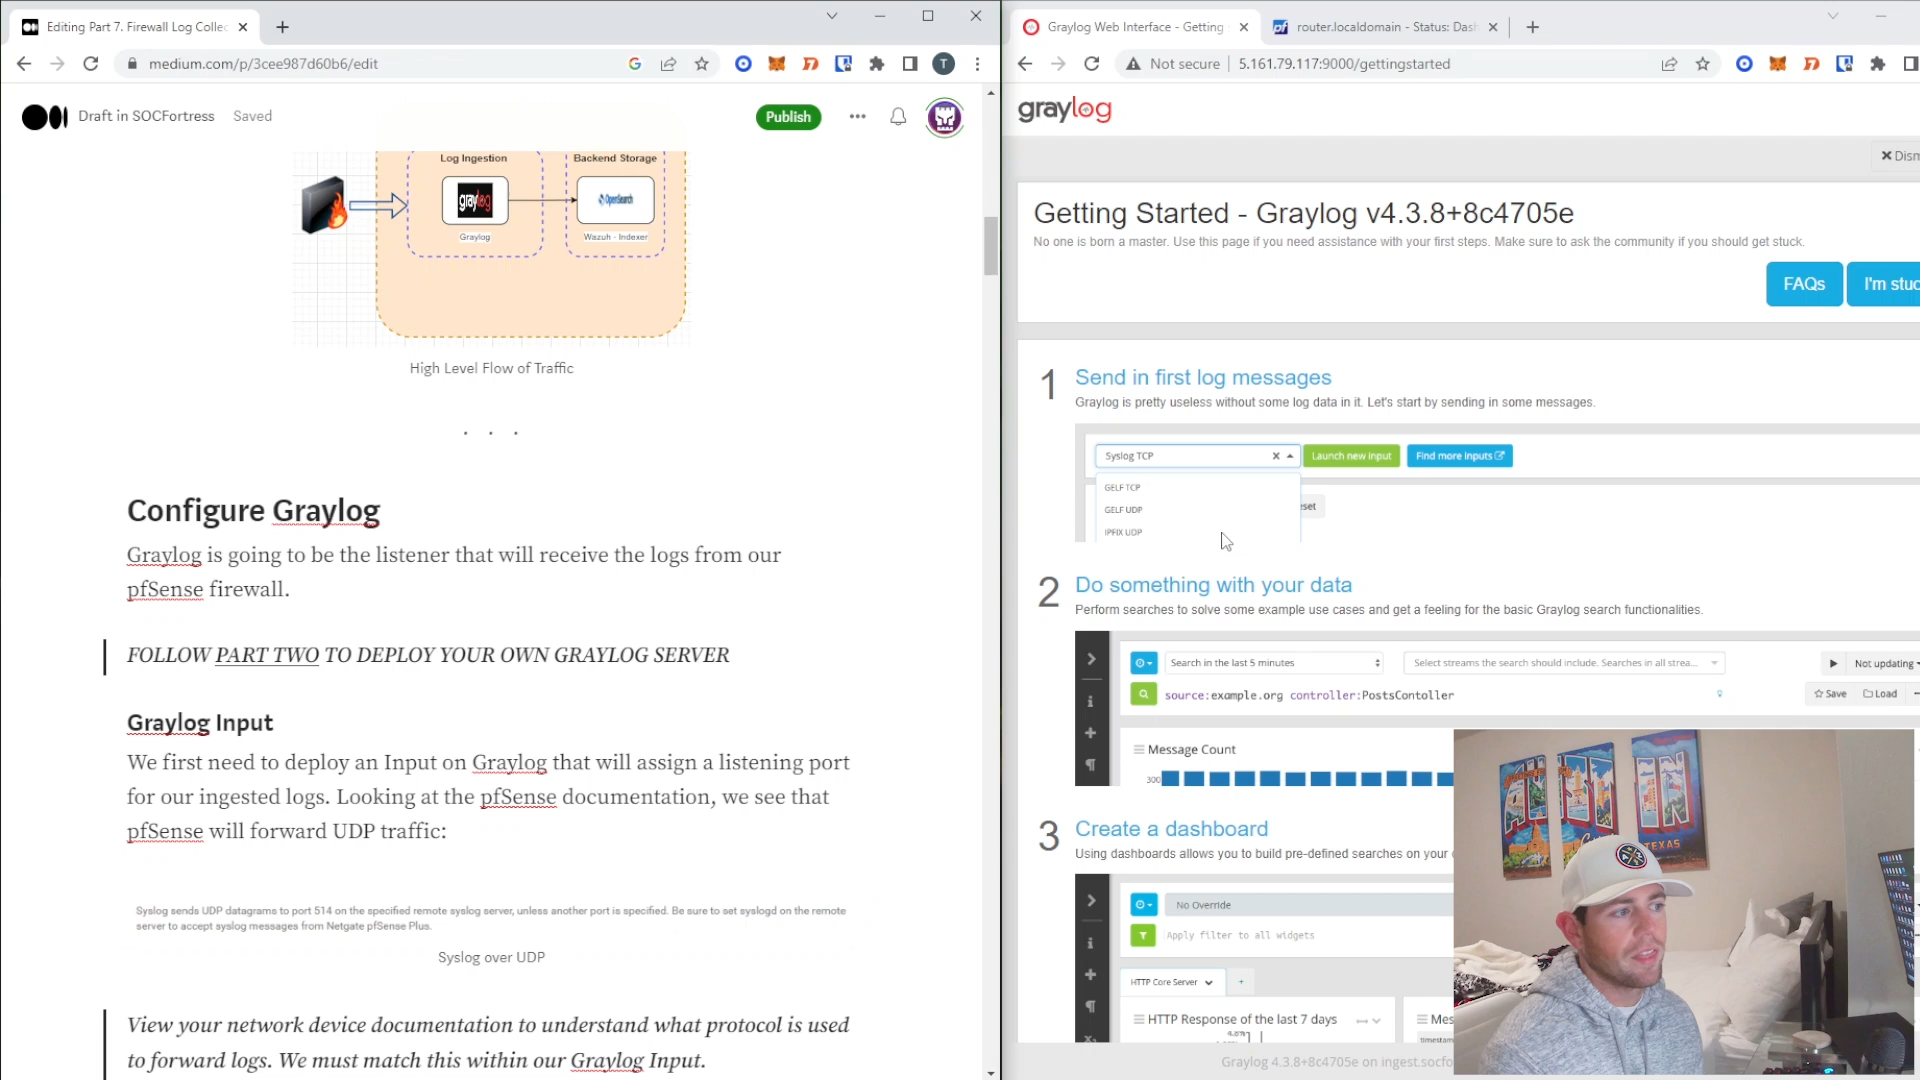 Editing Part 7. Firewall Log Collec
medium.com/p/3cee987d60b6/edit
Draft in SOCFortress
Saved
Publish
Log Ingestion
Backend Storage
graylog
OpenSearch
Graylog
Wazuh - Indexer
High Level Flow of Traffic
. . .
Configure Graylog
Graylog is going to be the listener that will receive the logs from our
pfSense firewall.
FOLLOW PART TWO TO DEPLOY YOUR OWN GRAYLOG SERVER
Graylog Input
We first need to deploy an Input on Graylog that will assign a listening port
for our ingested logs. Looking at the pfSense documentation, we see that
pfSense will forward UDP traffic:
Syslog sends UDP datagrams to port 514 on the specified remote syslog server, unless another port is specified. Be sure to set syslogd on the remote
server to accept syslog messages from Netgate pfSense Plus.
Syslog over UDP
View your network device documentation to understand what protocol is used
to forward logs. We must match this within our Graylog Input.
Graylog Web Interface - Getting
router.localdomain - Status: Dash
Not secure
5.161.79.117:9000/gettingstarted
graylog
Dism
Getting Started - Graylog v4.3.8+8c4705e
No one is born a master. Use this page if you need assistance with your first steps. Make sure to ask the community if you should get stuck.
FAQs
I'm stuc
1
Send in first log messages
Graylog is pretty useless without some log data in it. Let's start by sending in some messages.
Syslog TCP
Launch new input
Find more inputs
GELF TCP
GELF UDP
IPFIX UDP
eset
2
Do something with your data
Perform searches to solve some example use cases and get a feeling for the basic Graylog search functionalities.
Search in the last 5 minutes
Select streams the search should include. Searches in all strea...
Not updating
source:example.org controller:PostsContoller
Save
Load
Message Count
300
3
Create a dashboard
Using dashboards allows you to build pre-defined searches on your
No Override
Apply filter to all widgets
HTTP Core Server
+
HTTP Response of the last 7 days
Mes
4.8%
timestam
Graylog 4.3.8+8c4705e on ingest.socfo
AUSTIN
TEXAS